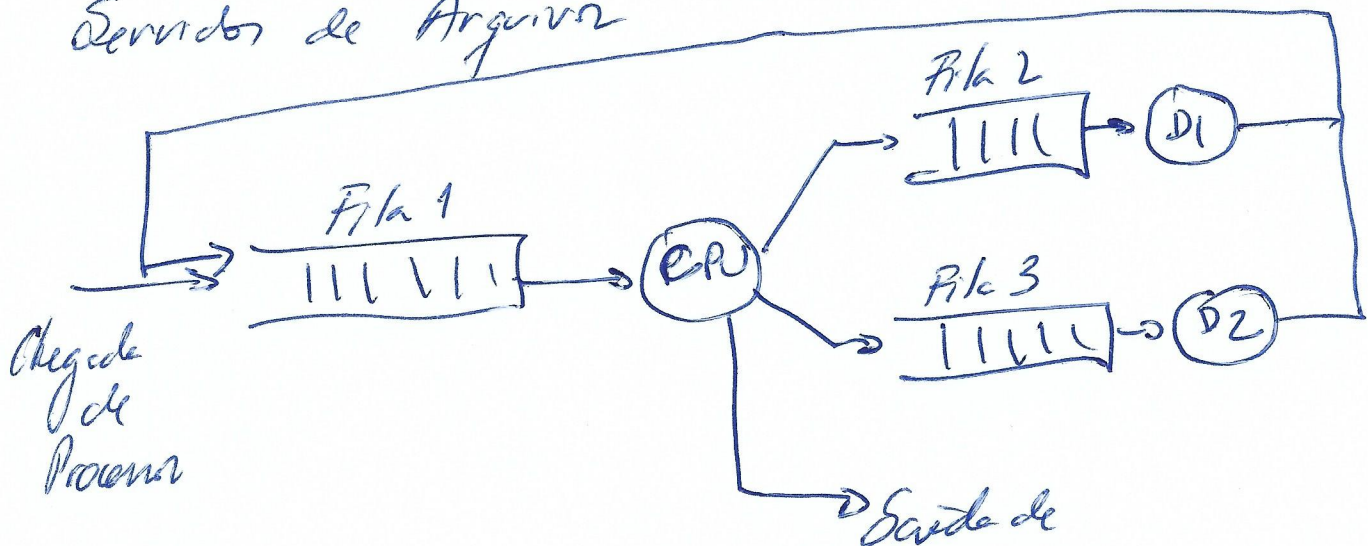 Servidor de Arquivos
Fila 2
D1
Fila 1
CPU
Fila 3
D2
Chegada
de
Processos
Saída de